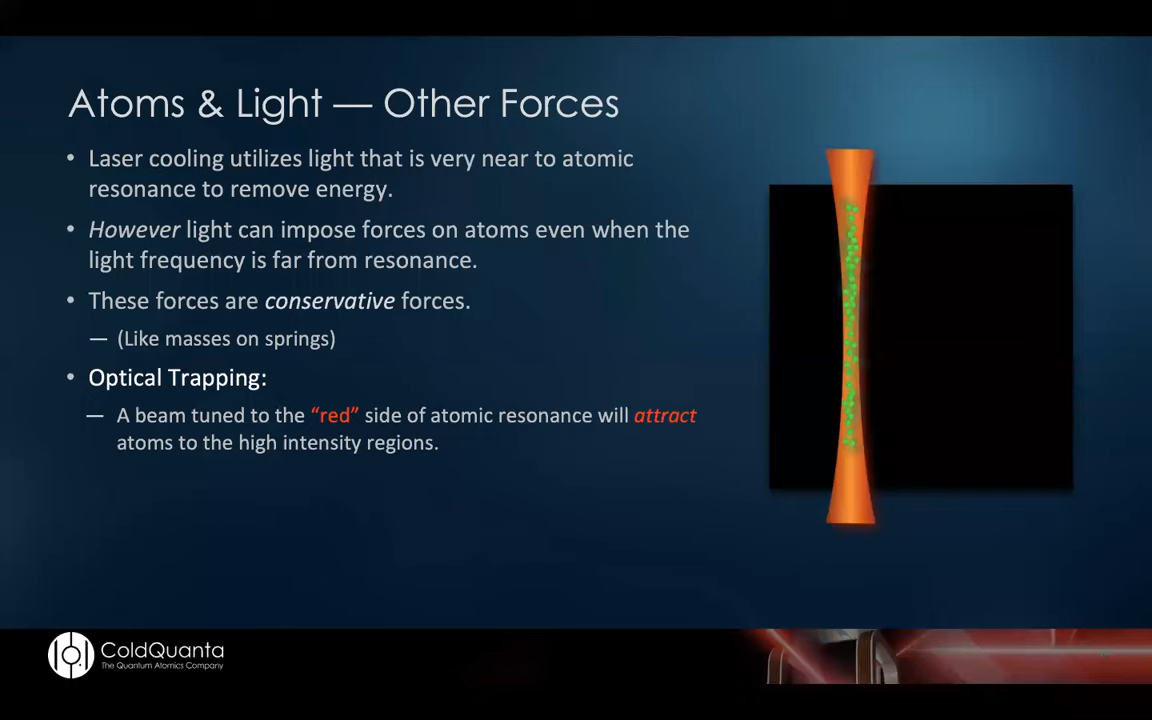 Atoms & Light — Other Forces
• Laser cooling utilizes light that is very near to atomic
resonance to remove energy.
• However light can impose forces on atoms even when the
light frequency is far from resonance.
• These forces are conservative forces.
— (Like masses on springs)
• Optical Trapping:
— A beam tuned to the “red” side of atomic resonance will attract
atoms to the high intensity regions.
ColdQuanta
The Quantum Atomics Company